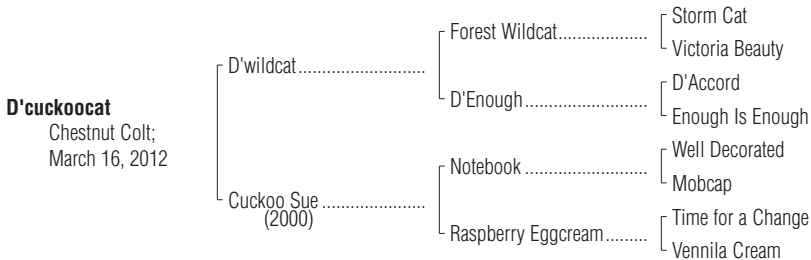 Storm Cat
Forest Wildcat....................
Victoria Beauty
D'wildcat..........................
D'Accord
D'Enough.........................
Enough Is Enough
D'cuckoocat
Chestnut Colt;
March 16, 2012
Well Decorated
Notebook .........................
Mobcap
Cuckoo Sue .....................
(2000)
Time for a Change
Raspberry Eggcream.........
Vennila Cream